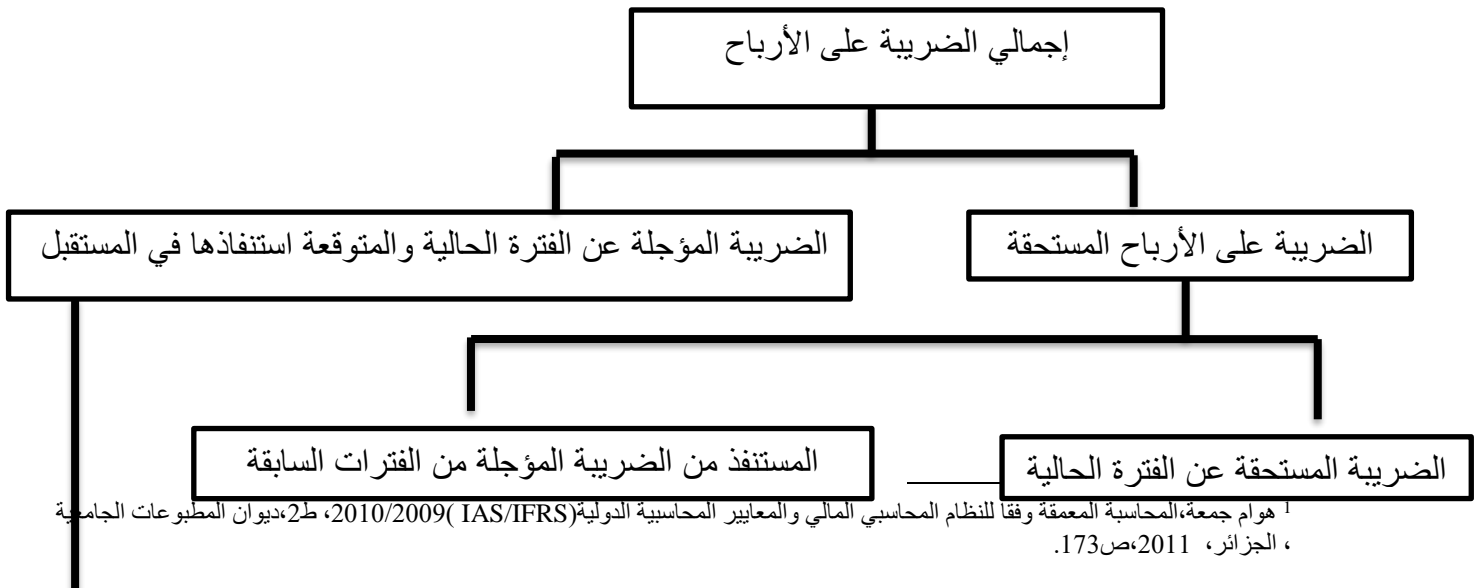 إجمالي الضريبة على الأرباح
الضريبة على الأرباح المستحقة
الضريبة المؤجلة عن الفترة الحالية والمتوقعة استنفاذها في المستقبل
الضريبة المستحقة عن الفترة الحالية
المستنفذ من الضريبة المؤجلة من الفترات السابقة
1 هوام جمعة،المحاسبة المعمقة وفقا للنظام المحاسبي المالي والمعايير المحاسبية الدولية(IAS/IFRS )2010/2009، ط2،ديوان المطبوعات الجامعية
، الجزائر، 2011،ص173.